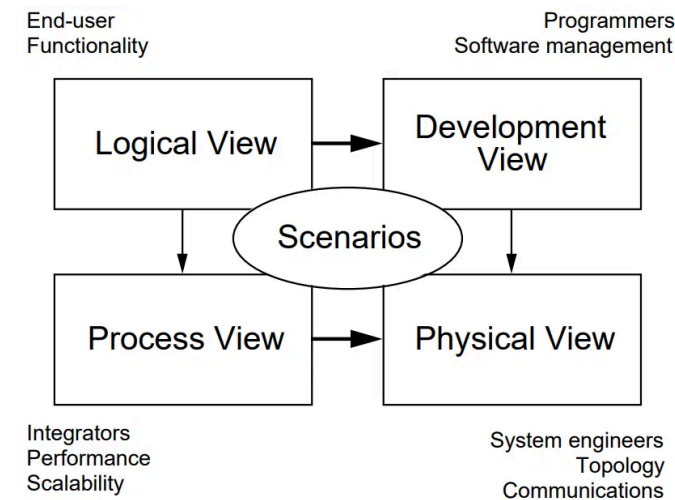 End-user
Functionality
Programmers
Software management
Logical View
Development
View
Scenarios
Process View
Physical View
Integrators
Performance
Scalability
System engineers
Topology
Communications